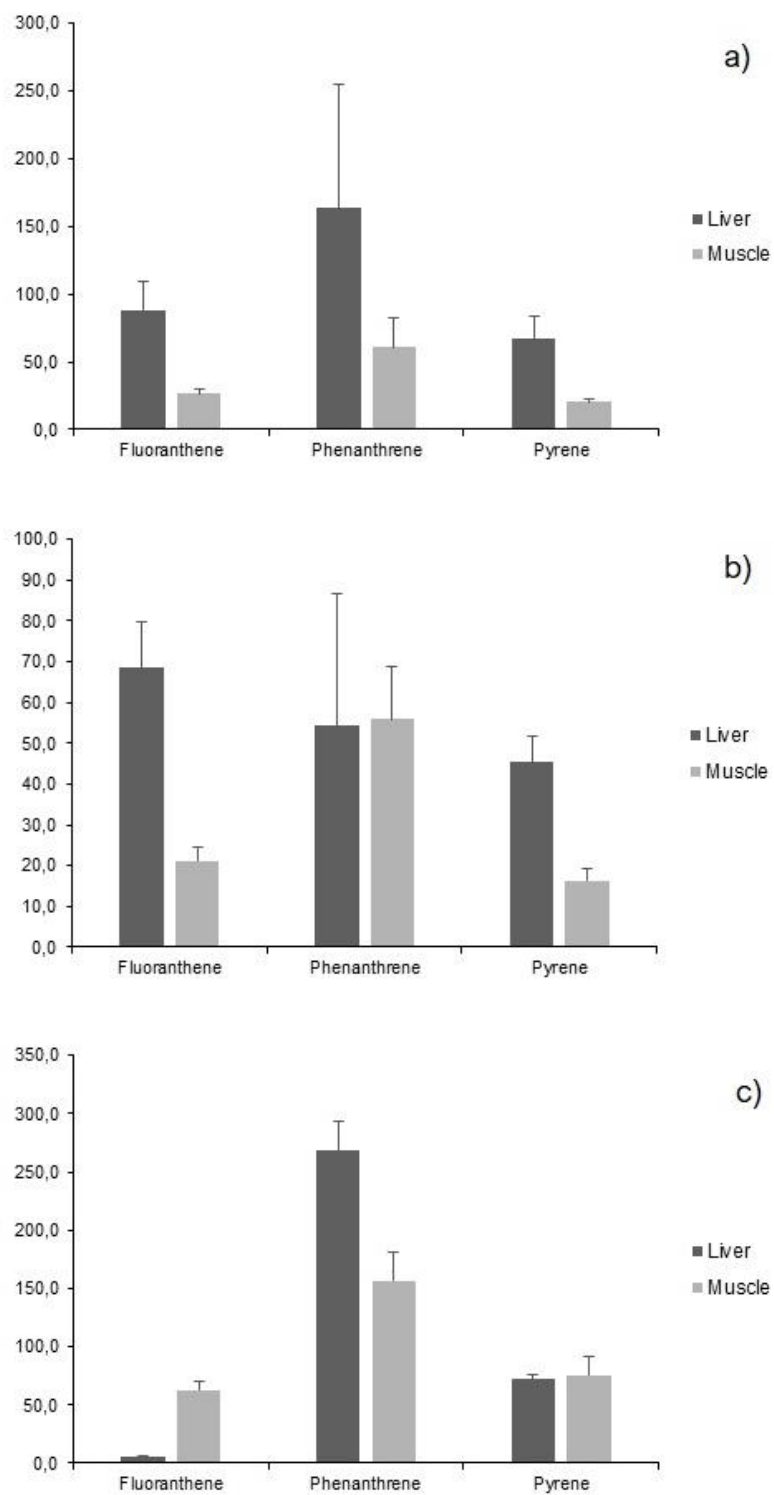 300,0
a)
250,0
200,0
150,0
Liver
Muscle
100,0
50,0
0,0
Fluoranthene Phenanthrene Pyrene
100,0
b)
90,0
80,0
70,0
60,0
50,0
Liver
Muscle
40,0
30,0
20,0
10,0
0,0
Fluoranthene Phenanthrene Pyrene
350,0
c)
300,0
250,0
200,0
Liver
150,0
Muscle
100,0
50,0
0,0
Fluoranthene Phenanthrene Pyrene